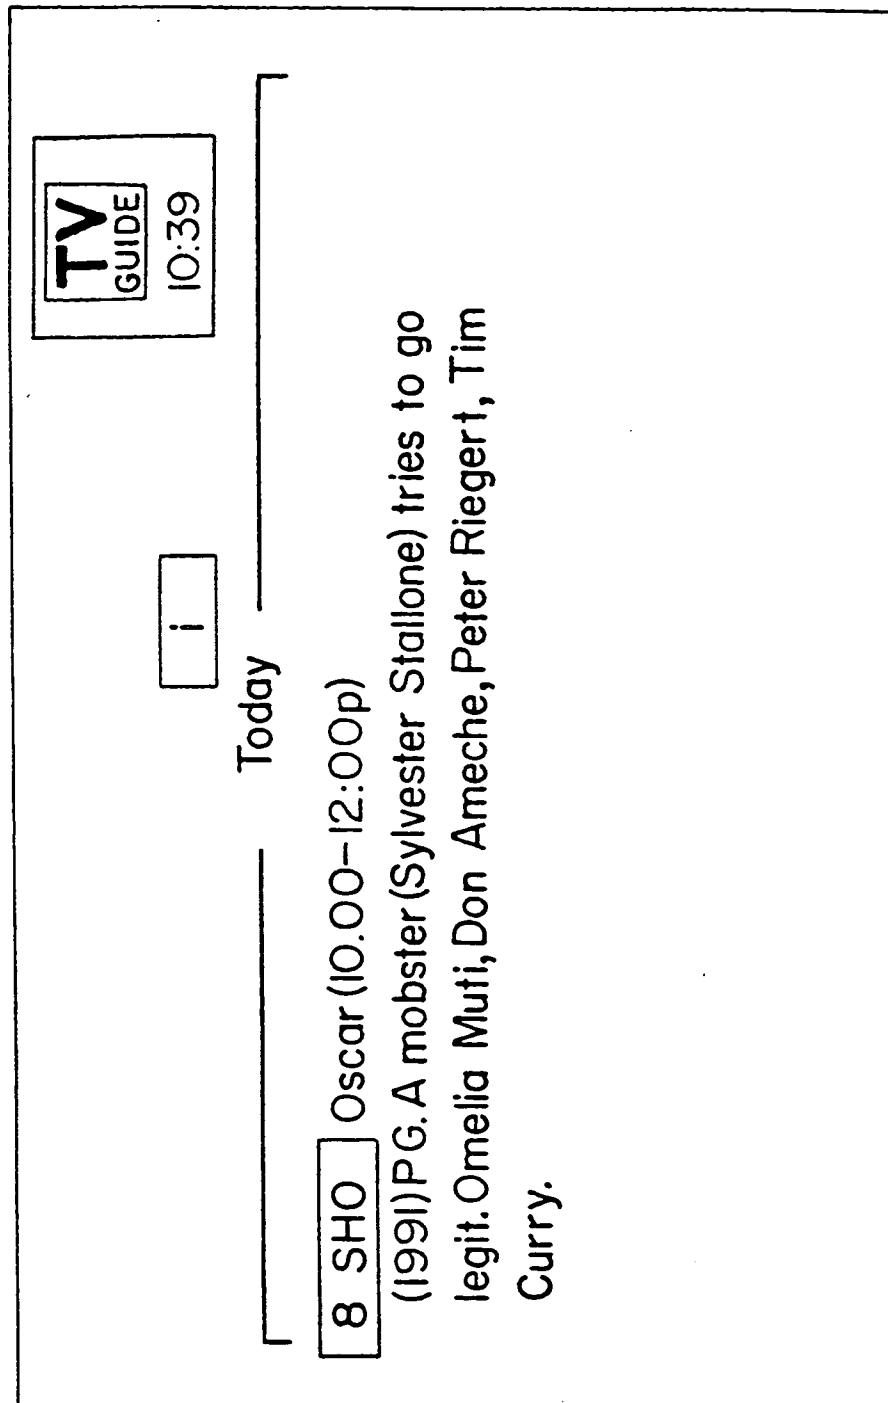 TV
GUIDE
10:39
i
Today
8 SHO Oscar (10.00-12:00p)
(1991)PG. A mobster (Sylvester Stallone) tries to go
legit. Omelia Muti, Don Ameche, Peter Riegert, Tim
Curry.